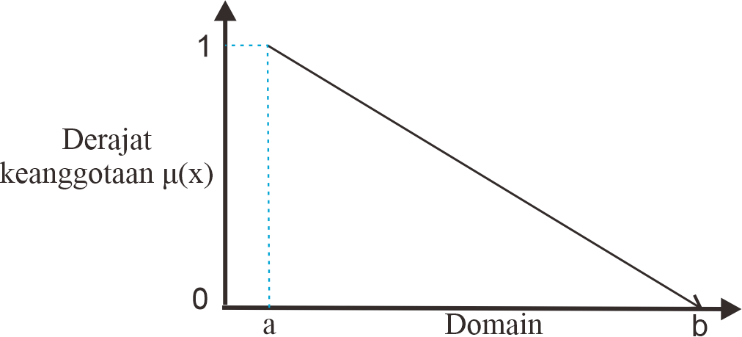 1
Derajat
keanggotaan μ(x)
0
a
Domain
b